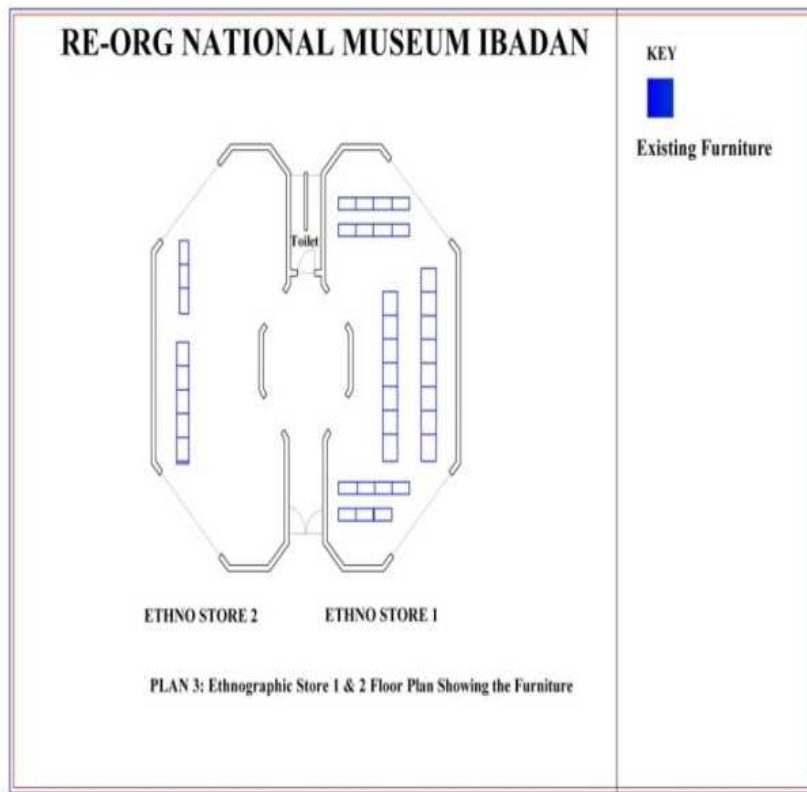 RE-ORG NATIONAL MUSEUM IBADAN
KEY
Existing Furniture
Toilet
ETHNO STORE 2
ETHNO STORE 1
PLAN 3: Ethnographic Store 1 & 2 Floor Plan Showing the Furniture